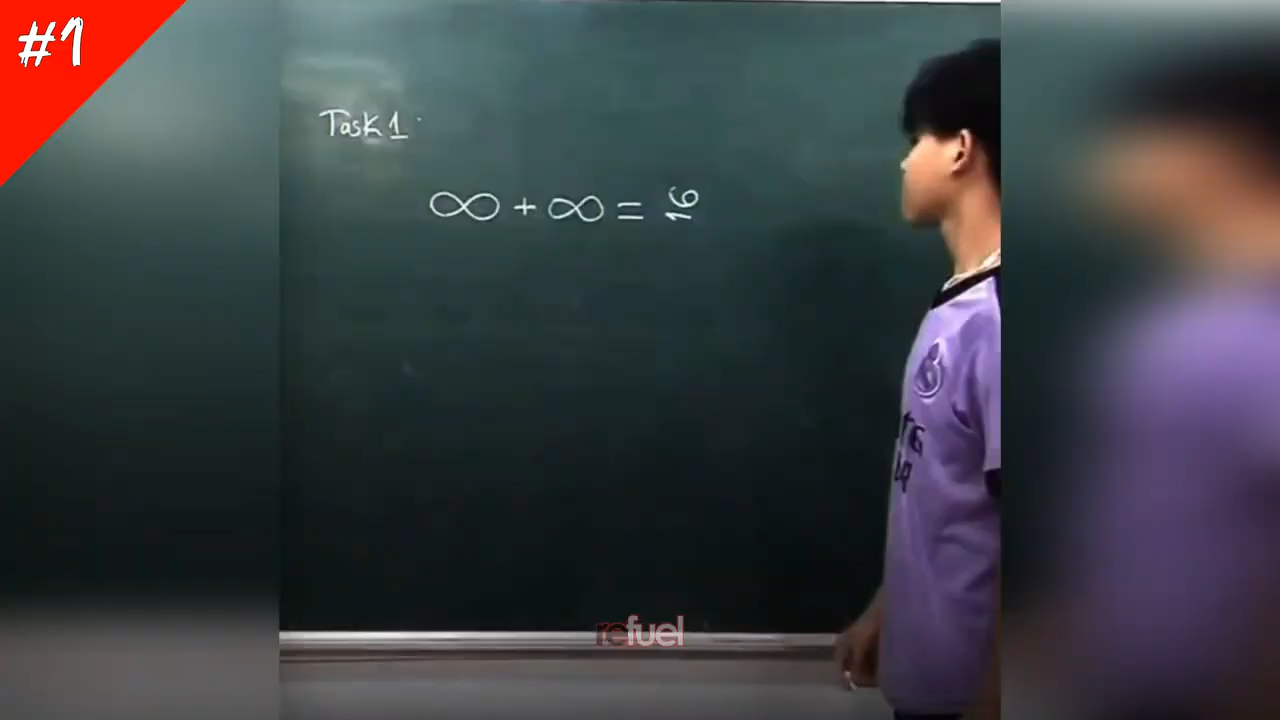 #1
Task 1.
∞ + ∞ = 16
refuel